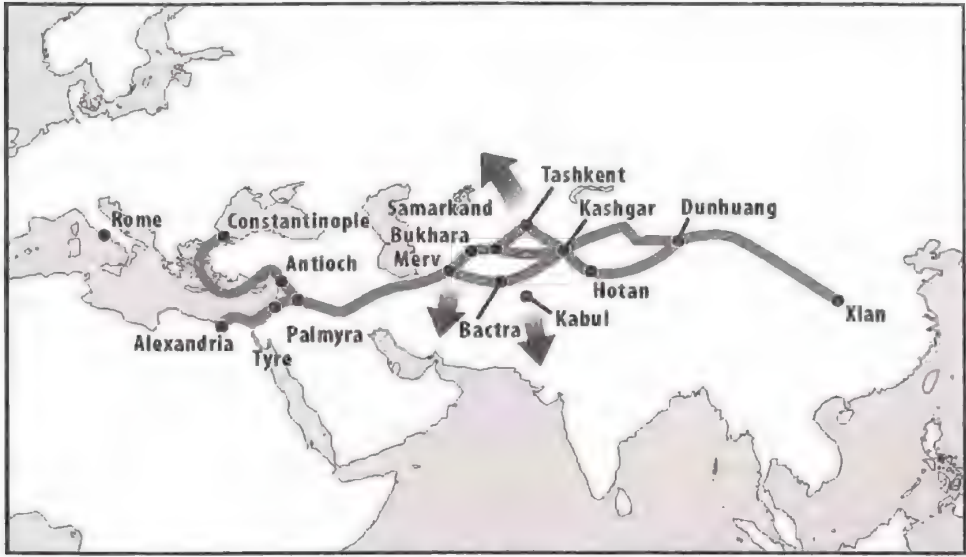 Tashkent
Samarkand
Kashgar
Dunhuang
Rome
Constantinople
Bukhara
Merv
Antioch
Hotan
Kabul
Xian
Bactra
Palmyra
Alexandria
Tyre